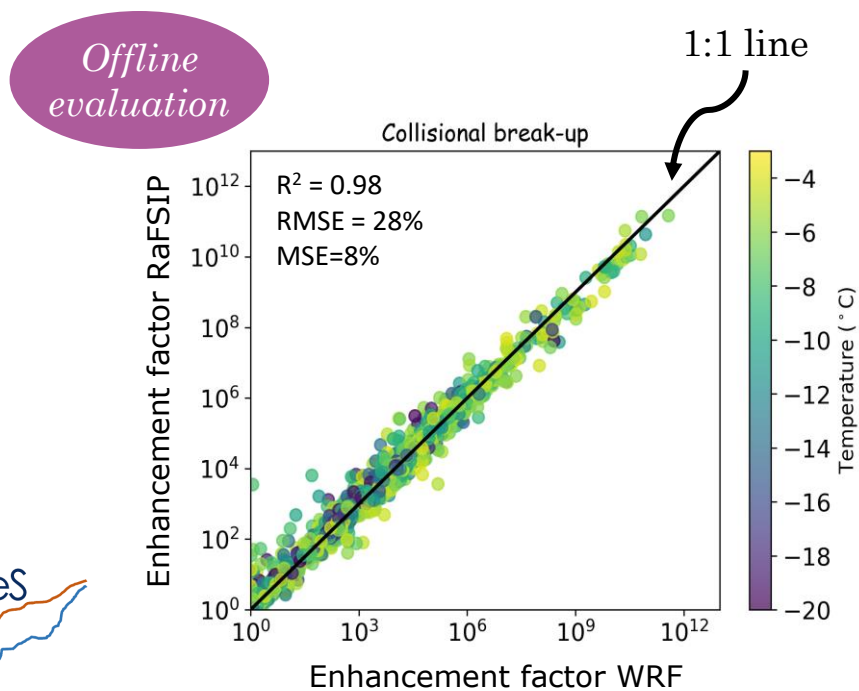 Offline
evaluation
1:1 line
Collisional break-up
R² = 0.98
RMSE = 28%
MSE=8%
Enhancement factor RaFSIP
10¹²
10¹⁰
10⁸
10⁶
10⁴
10²
10⁰
10⁰ 10³ 10⁶ 10⁹ 10¹²
Enhancement factor WRF
−4
−6
−8
−10
−12
−14
−16
−18
−20
Temperature (°C)